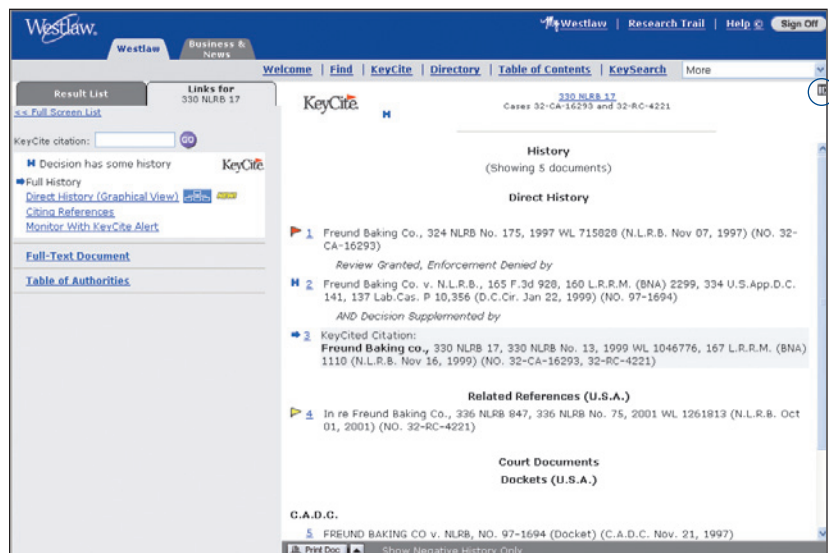 Westlaw.
Westlaw | Research Trail | Help | Sign Off
Westlaw
Business &
News
Welcome | Find | KeyCite | Directory | Table of Contents | KeySearch More
Result List
Links for
330 NLRB 17
<< Full Screen List
KeyCite citation: GO
H Decision has some history KeyCite.
Full History
Direct History (Graphical View)
Citing References
Monitor With KeyCite Alert
Full-Text Document
Table of Authorities
KeyCite. H
330 NLRB 17
Cases 32-CA-16293 and 32-RC-4221
History
(Showing 5 documents)
Direct History
1 Freund Baking Co., 324 NLRB No. 175, 1997 WL 715828 (N.L.R.B. Nov 07, 1997) (NO. 32-
CA-16293)
Review Granted, Enforcement Denied by
H 2 Freund Baking Co. v. N.L.R.B., 165 F.3d 928, 160 L.R.R.M. (BNA) 2299, 334 U.S.App.D.C.
141, 137 Lab.Cas. P 10,356 (D.C.Cir. Jan 22, 1999) (NO. 97-1694)
AND Decision Supplemented by
3 KeyCited Citation:
Freund Baking co., 330 NLRB 17, 330 NLRB No. 13, 1999 WL 1046776, 167 L.R.R.M. (BNA)
1110 (N.L.R.B. Nov 16, 1999) (NO. 32-CA-16293, 32-RC-4221)
Related References (U.S.A.)
4 In re Freund Baking Co., 336 NLRB 847, 336 NLRB No. 75, 2001 WL 1261813 (N.L.R.B. Oct
01, 2001) (NO. 32-RC-4221)
Court Documents
Dockets (U.S.A.)
C.A.D.C.
5 FREUND BAKING CO v. NLRB, NO. 97-1694 (Docket) (C.A.D.C. Nov. 21, 1997)
Print Doc Show Negative History Only